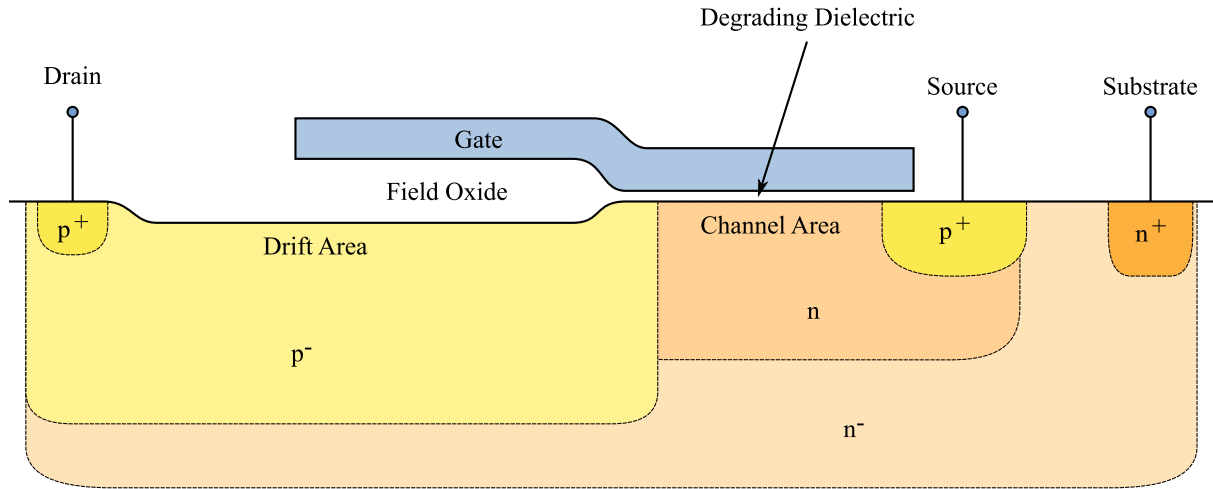 Degrading Dielectric
Drain
Source
Substrate
Gate
Field Oxide
p+
Drift Area
Channel Area
p+
n+
n
p-
n-